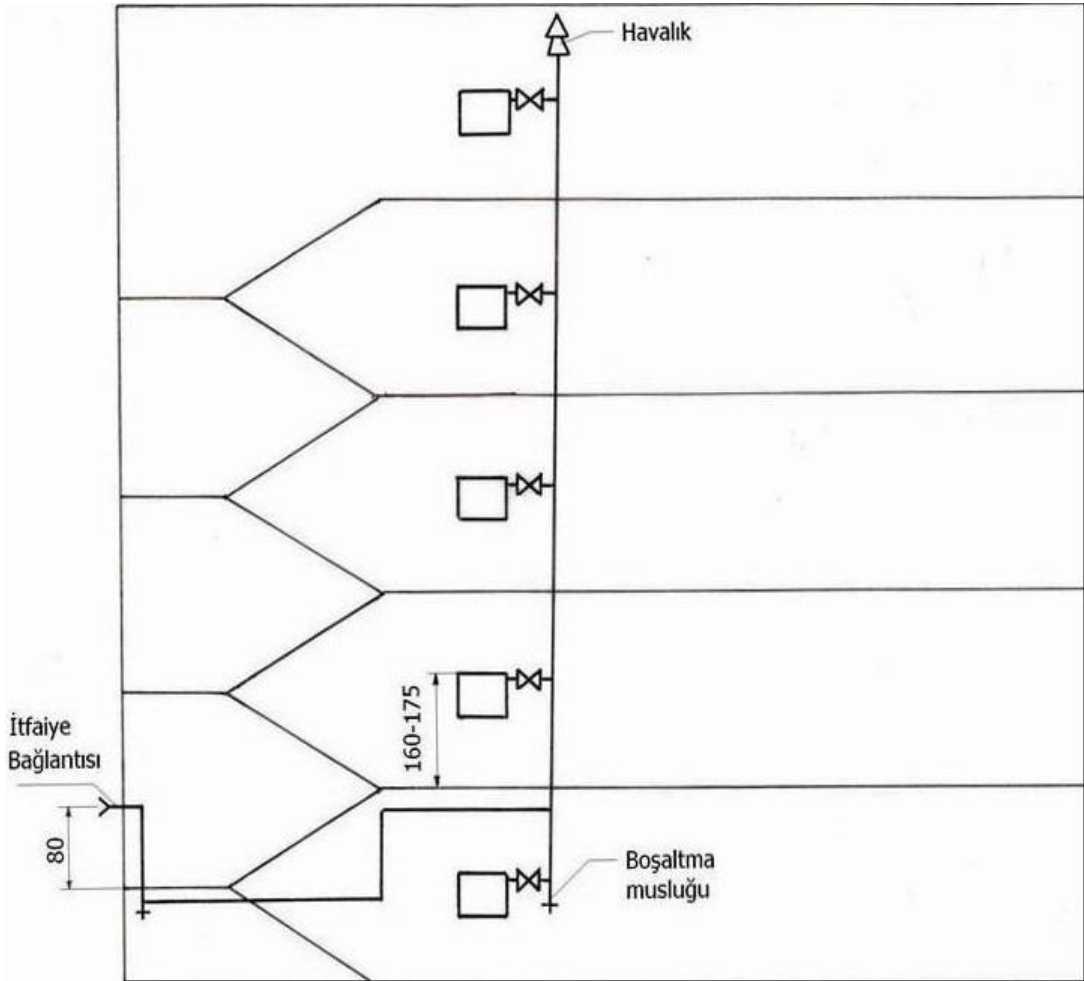 Havalık
160-175
İtfaiye
Bağlantısı
80
Boşaltma
musluğu